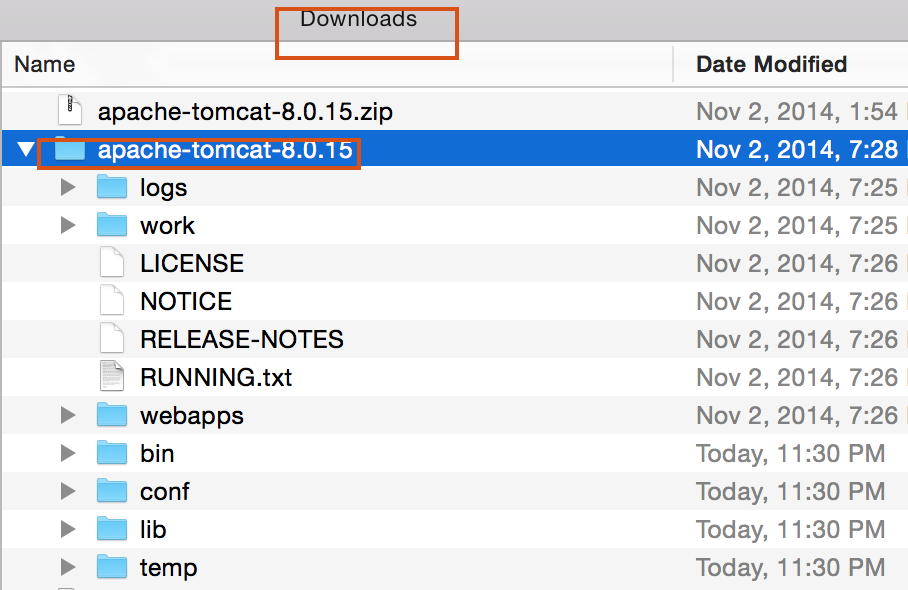 Downloads
Name Date Modified
apache-tomcat-8.0.15.zip Nov 2, 2014, 1:54
apache-tomcat-8.0.15 Nov 2, 2014, 7:28
logs Nov 2, 2014, 7:25
work Nov 2, 2014, 7:25
LICENSE Nov 2, 2014, 7:26
NOTICE Nov 2, 2014, 7:26
RELEASE-NOTES Nov 2, 2014, 7:26
RUNNING.txt Nov 2, 2014, 7:26
webapps Nov 2, 2014, 7:26
bin Today, 11:30 PM
conf Today, 11:30 PM
lib Today, 11:30 PM
temp Today, 11:30 PM